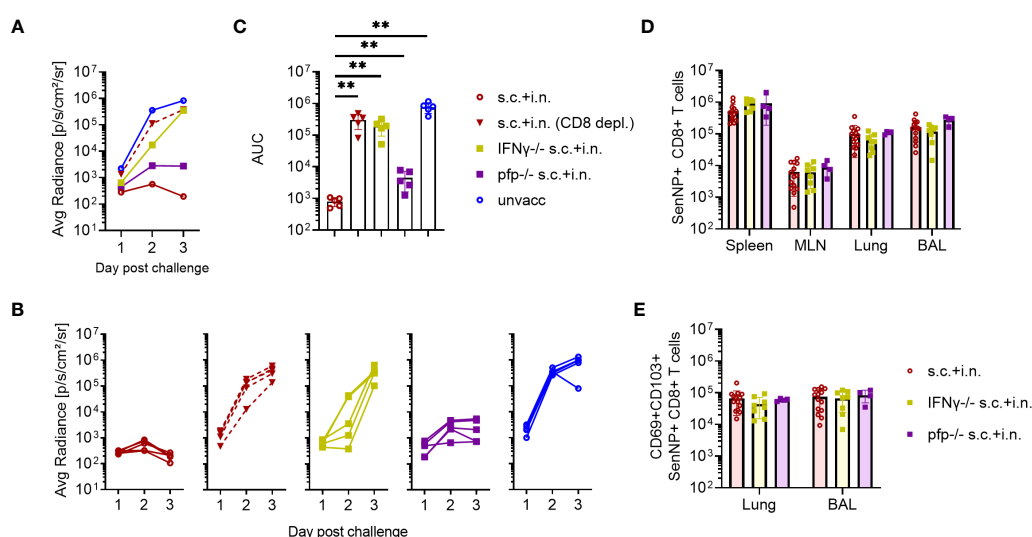 A
Avg Radiance [p/s/cm²/sr]
10⁷
10⁶
10⁵
10⁴
10³
10²
10¹
1 2 3
Day post challenge
C
**
**
**
**
AUC
10⁷
10⁶
10⁵
10⁴
10³
10²
s.c.+i.n.
s.c.+i.n. (CD8 depl.)
IFNγ-/- s.c.+i.n.
pfp-/- s.c.+i.n.
unvacc
D
SenNP+ CD8+ T cells
10⁷
10⁶
10⁵
10⁴
10³
10²
Spleen MLN Lung BAL
B
Avg Radiance [p/s/cm²/sr]
10⁷
10⁶
10⁵
10⁴
10³
10²
10¹
1 2 3 1 2 3 1 2 3 1 2 3 1 2 3
Day post challenge
E
CD69+CD103+
SenNP+ CD8+ T cells
10⁷
10⁶
10⁵
10⁴
10³
10²
Lung BAL
s.c.+i.n.
IFNγ-/- s.c.+i.n.
pfp-/- s.c.+i.n.